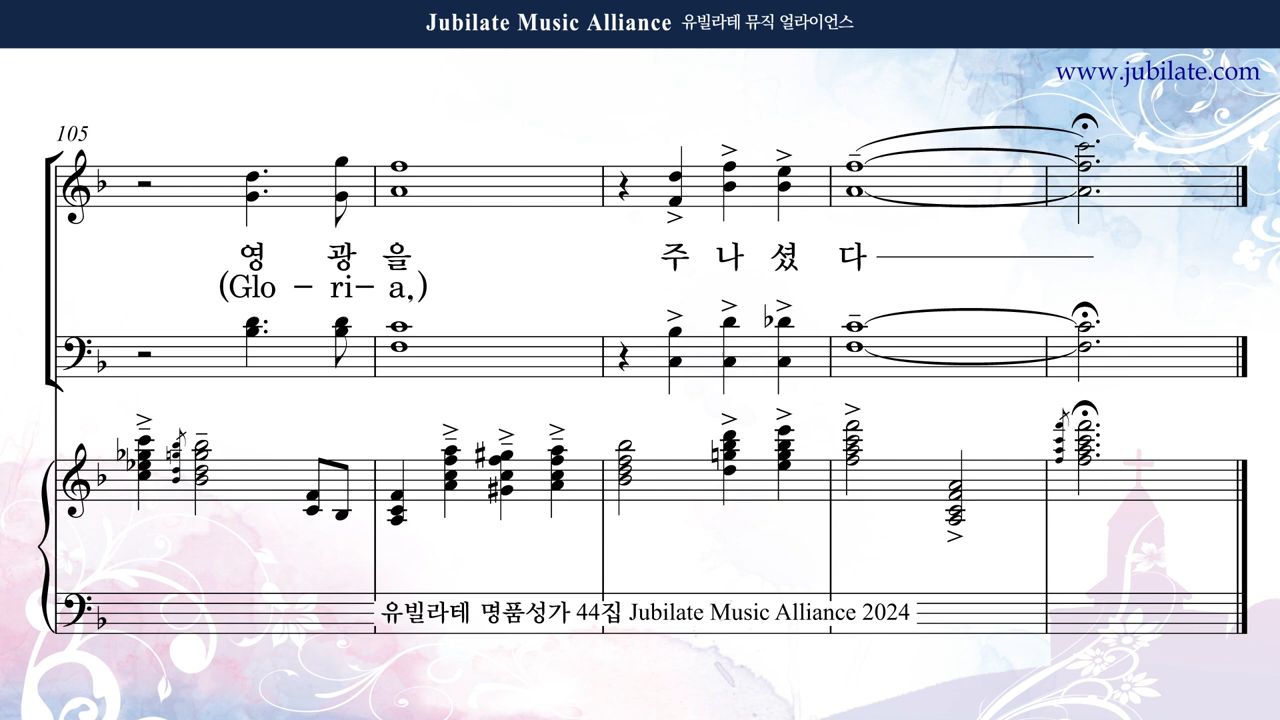 Jubilate Music Alliance 유빌라테 뮤직 얼라이언스
www.jubilate.com
105
영 광 을 주 나 셨 다
(Glo - ri- a,)
유빌라테 명품성가 44집 Jubilate Music Alliance 2024